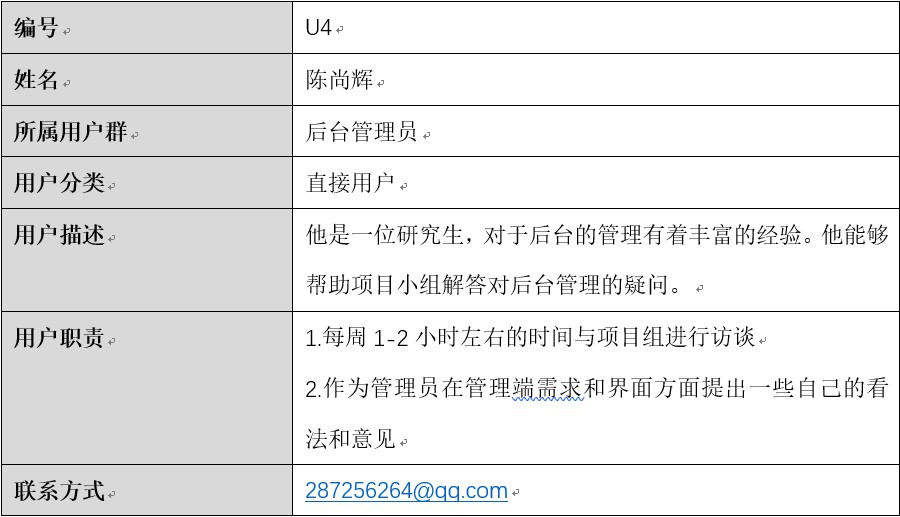 编号 U4
姓名 陈尚辉
所属用户群 后台管理员
用户分类 直接用户
用户描述 他是一位研究生，对于后台的管理有着丰富的经验。他能够
帮助项目小组解答对后台管理的疑问。
用户职责 1.每周 1-2 小时左右的时间与项目组进行访谈
2.作为管理员在管理端需求和界面方面提出一些自己的看
法和意见
联系方式 287256264@qq.com